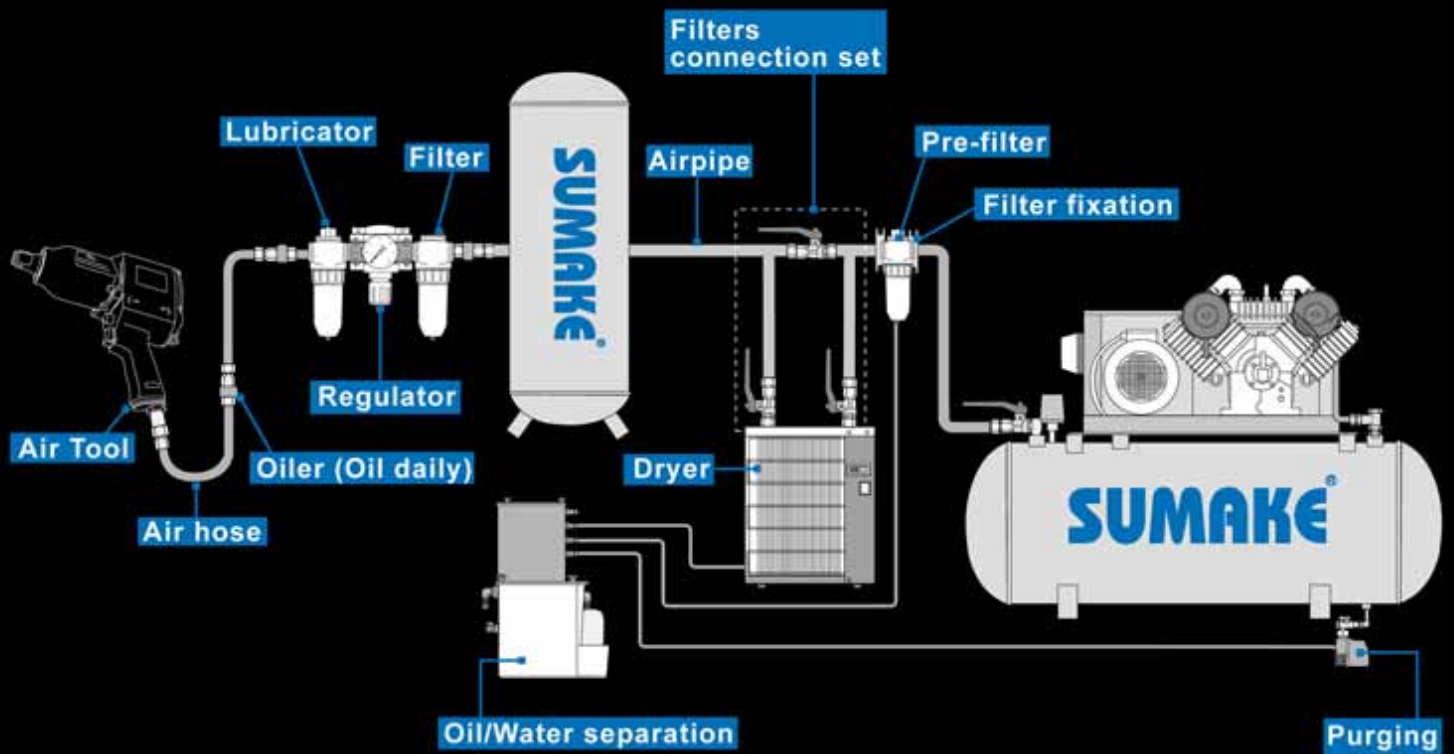 Filters
connection set
Lubricator
Filter
Airpipe
Pre-filter
Filter fixation
SUMAKE®
Regulator
Air Tool
Oiler (Oil daily)
Dryer
SUMAKE®
Air hose
Oil/Water separation
Purging